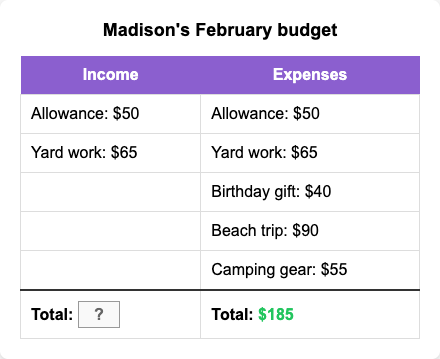 Madison's February budget
Income Expenses
Allowance: $50 Allowance: $50
Yard work: $65 Yard work: $65
Birthday gift: $40
Beach trip: $90
Camping gear: $55
Total: ? Total: $185